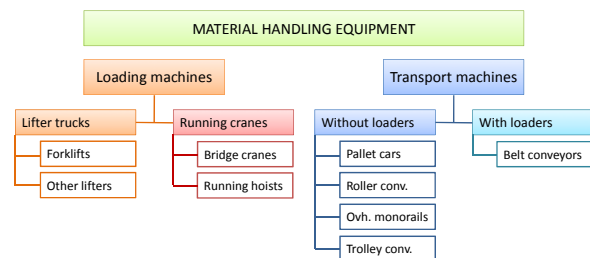 MATERIAL HANDLING EQUIPMENT
Loading machines
Transport machines
Lifter trucks
Running cranes
Without loaders
With loaders
Forklifts
Bridge cranes
Pallet cars
Belt conveyors
Other lifters
Running hoists
Roller conv.
Ovh. monorails
Trolley conv.